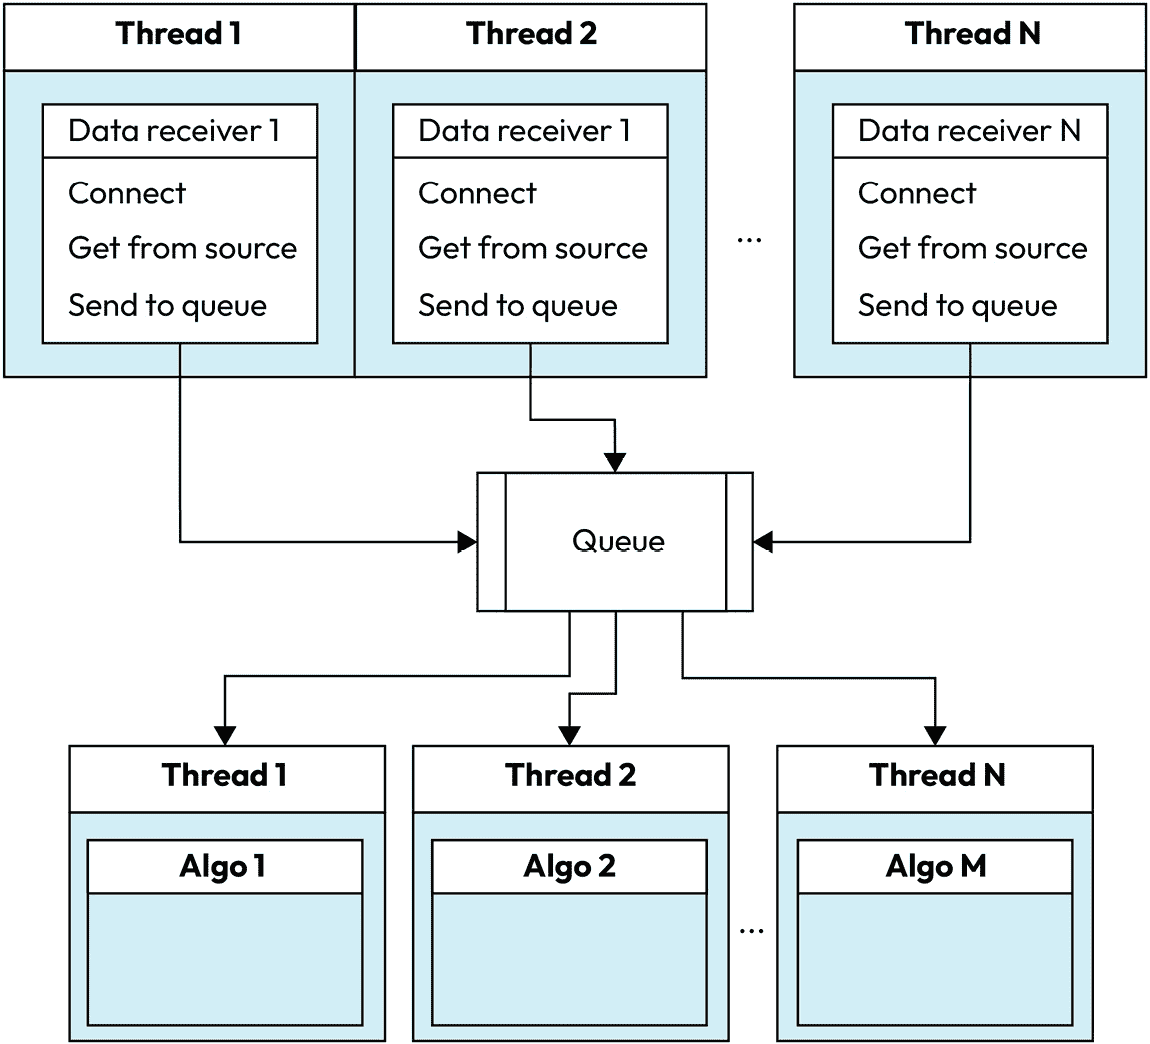 Thread 1
Data receiver 1
Connect
Get from source
Send to queue
Thread 2
Data receiver 1
Connect
Get from source
Send to queue
...
Thread N
Data receiver N
Connect
Get from source
Send to queue
Queue
Thread 1
Algo 1
Thread 2
Algo 2
...
Thread N
Algo M